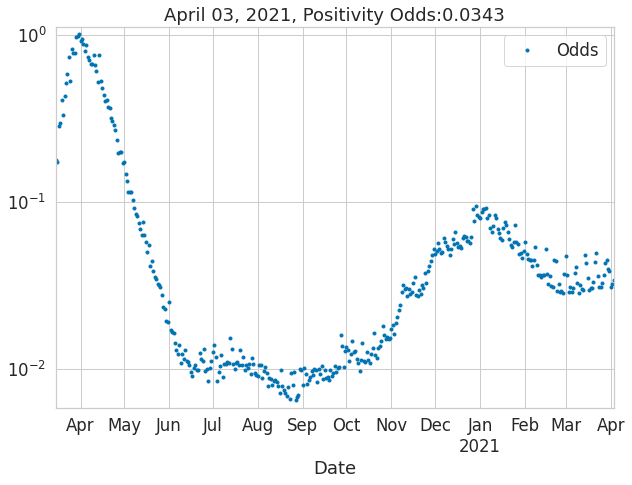 April 03, 2021, Positivity Odds:0.0343
Odds
10⁰
10⁻¹
10⁻²
Apr May Jun Jul Aug Sep Oct Nov Dec Jan Feb Mar Apr
2021
Date